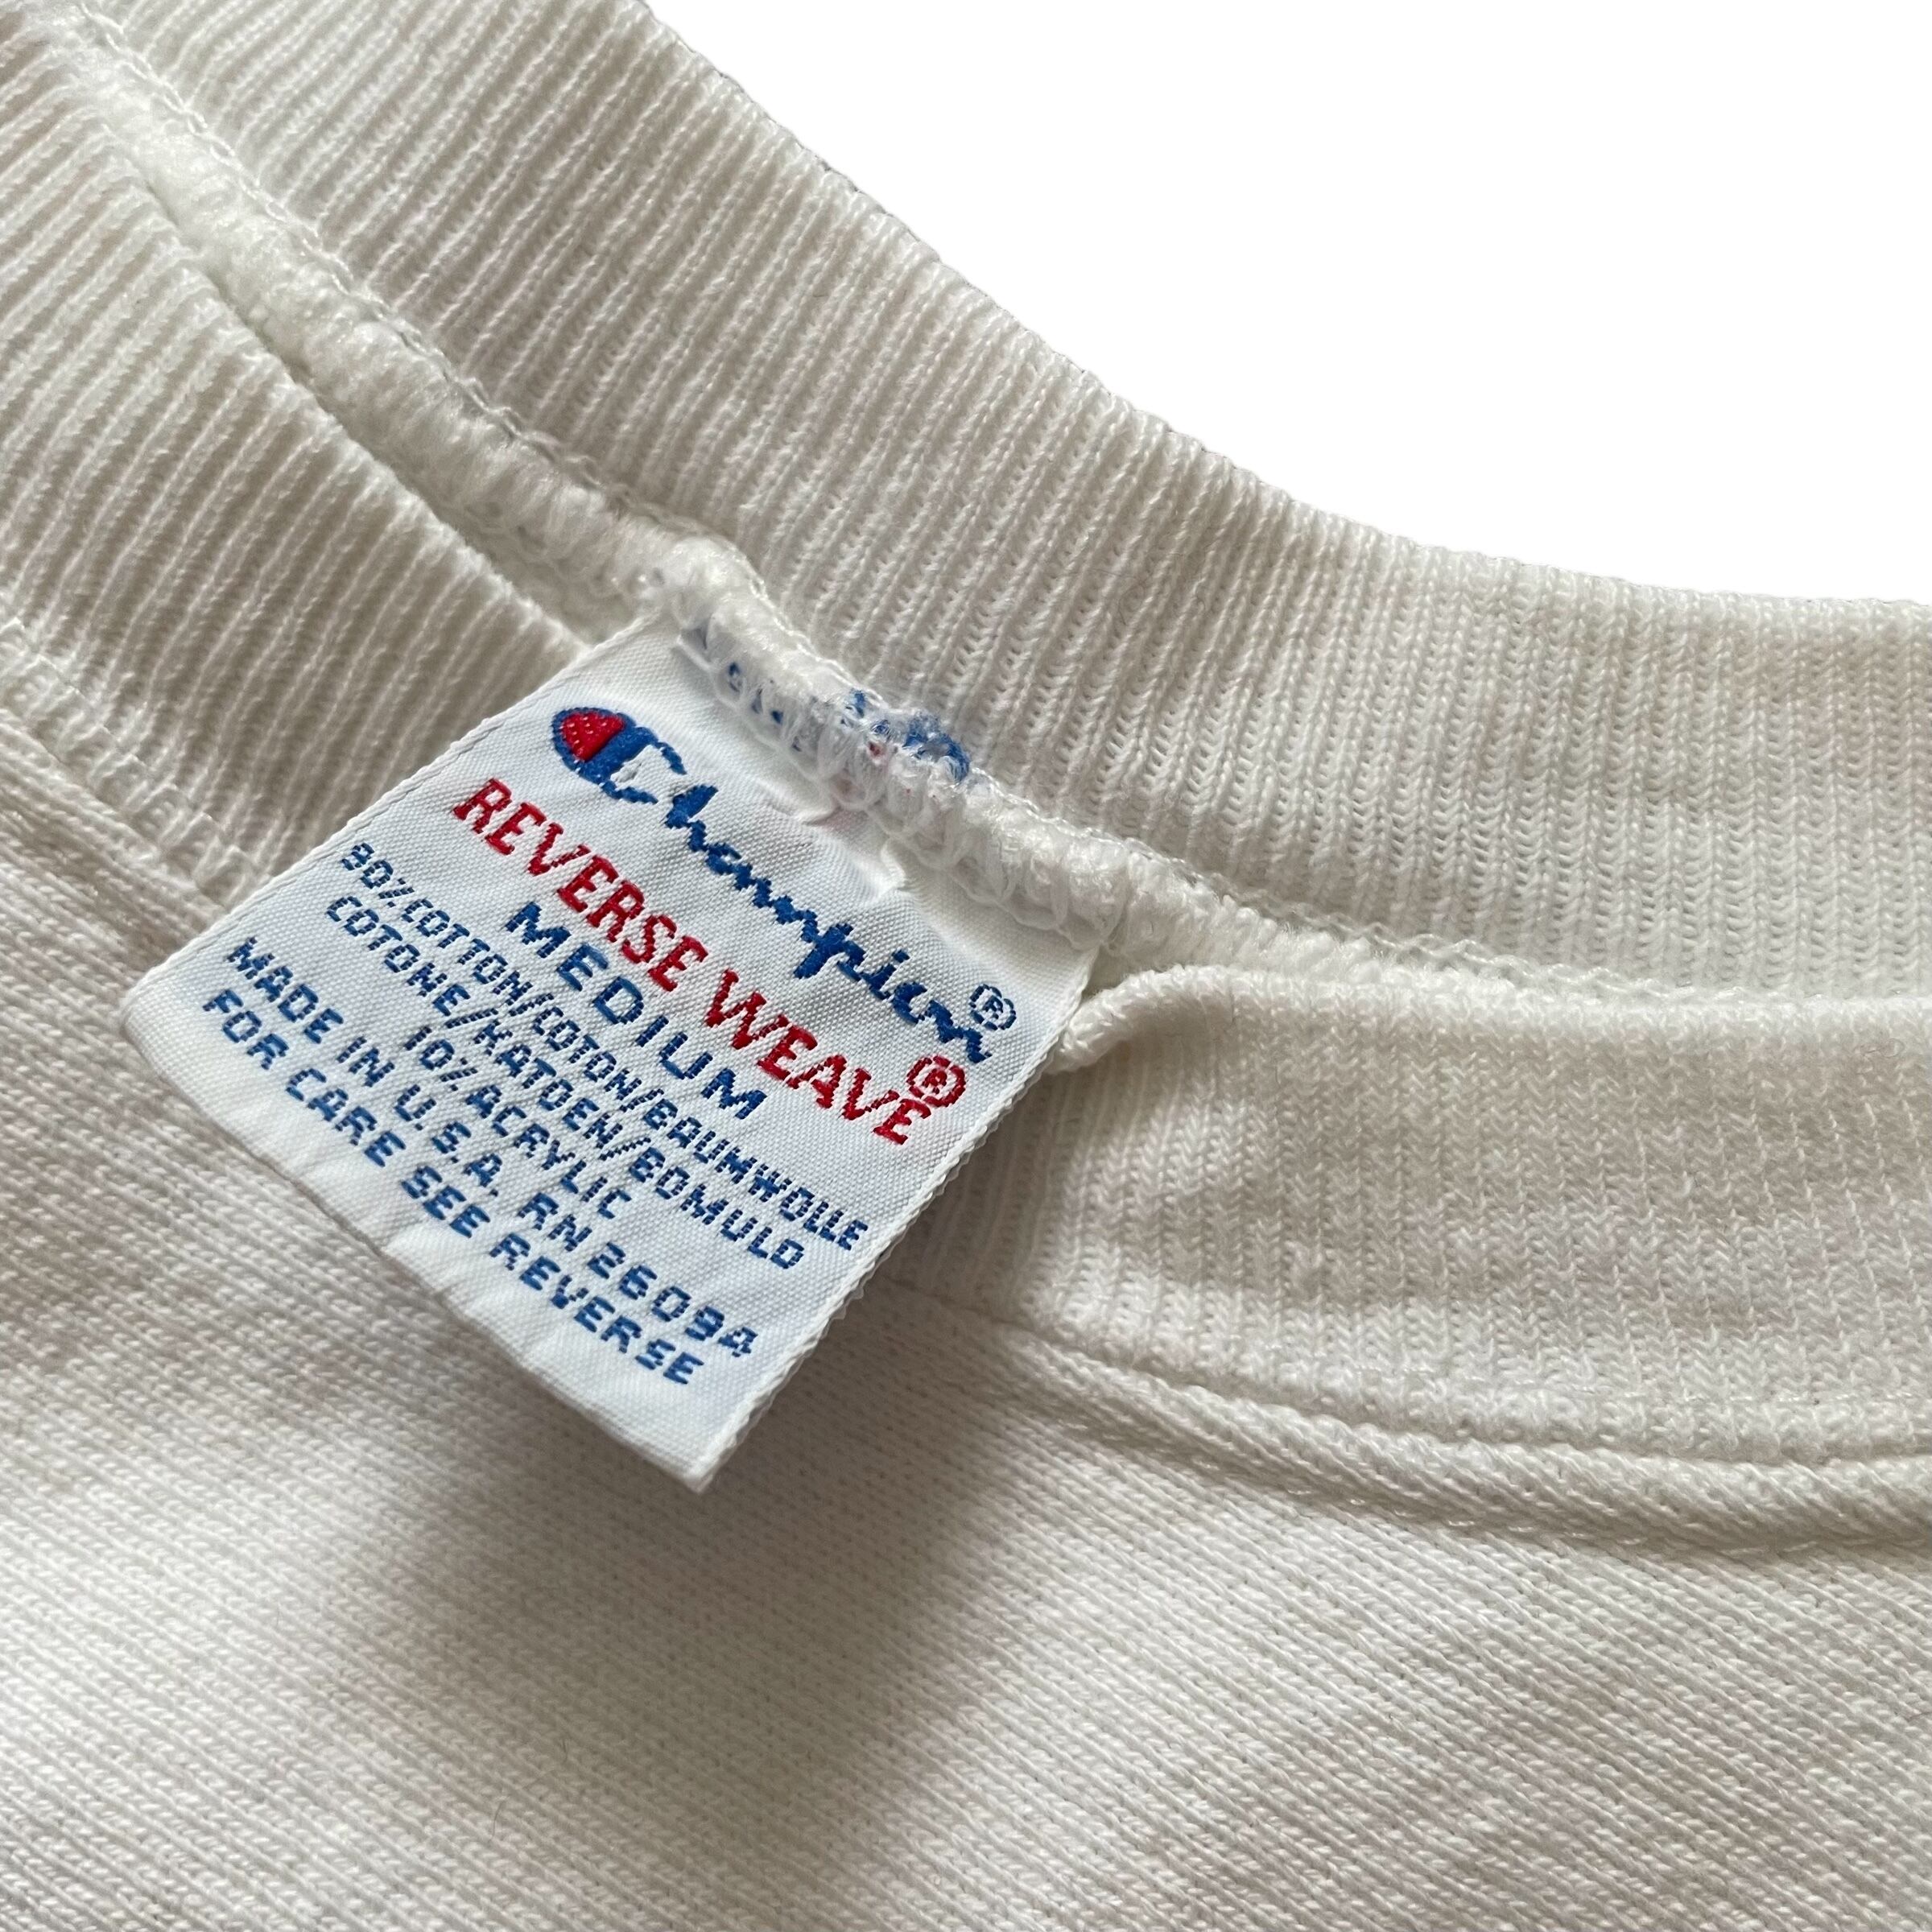 Champion®
REVERSE WEAVE®
MEDIUM
90%COTTON/COTON/BAUMWOLLE
COTONE/KATOEN/BOMULD
10%ACRYLIC
MADE IN U.S.A. RN 26094
FOR CARE SEE REVERSE